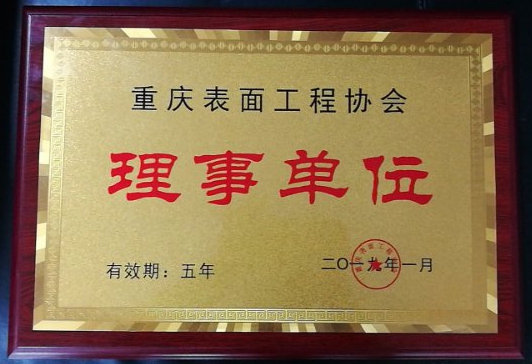 重庆表面工程协会
理事单位
有效期：五年
二〇一九年一月